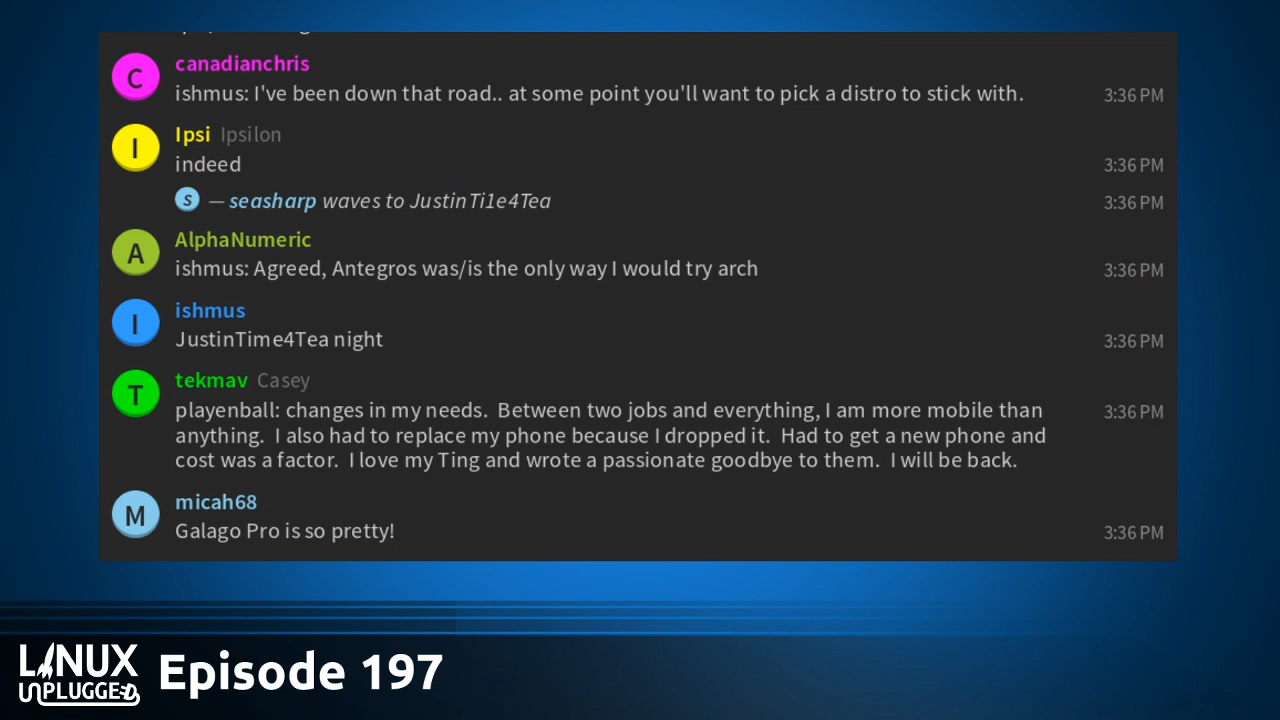 C
canadianchris
ishmus: I've been down that road.. at some point you'll want to pick a distro to stick with.
3:36 PM
I
Ipsi Ipsilon
indeed
3:36 PM
s — seasharp waves to JustinTi1e4Tea
3:36 PM
A
AlphaNumeric
ishmus: Agreed, Antegros was/is the only way I would try arch
3:36 PM
I
ishmus
JustinTime4Tea night
3:36 PM
T
tekmav Casey
playenball: changes in my needs.  Between two jobs and everything, I am more mobile than
3:36 PM
anything.  I also had to replace my phone because I dropped it.  Had to get a new phone and
cost was a factor.  I love my Ting and wrote a passionate goodbye to them.  I will be back.
M
micah68
Galago Pro is so pretty!
3:36 PM
LINUX
UNPLUGGED
Episode 197